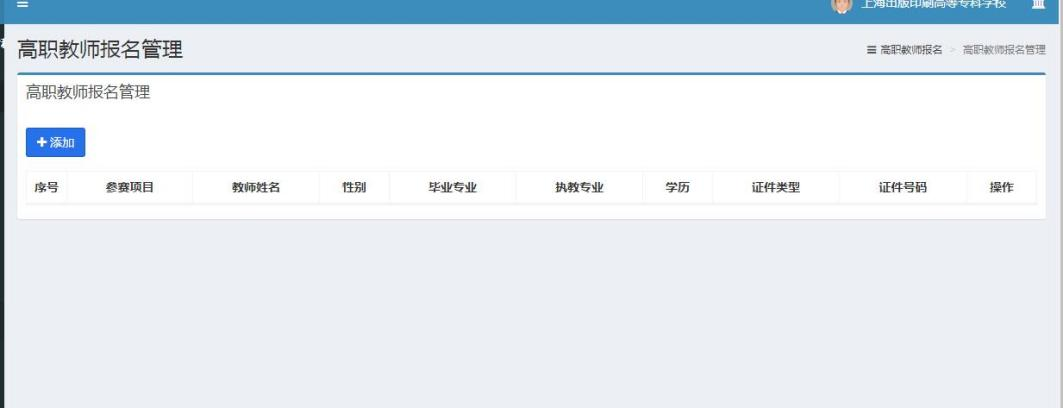 上海出版印刷高等专科学校
高职教师报名管理
高职教师报名 > 高职教师报名管理
高职教师报名管理
添加
序号 参赛项目 教师姓名 性别 毕业专业 执教专业 学历 证件类型 证件号码 操作